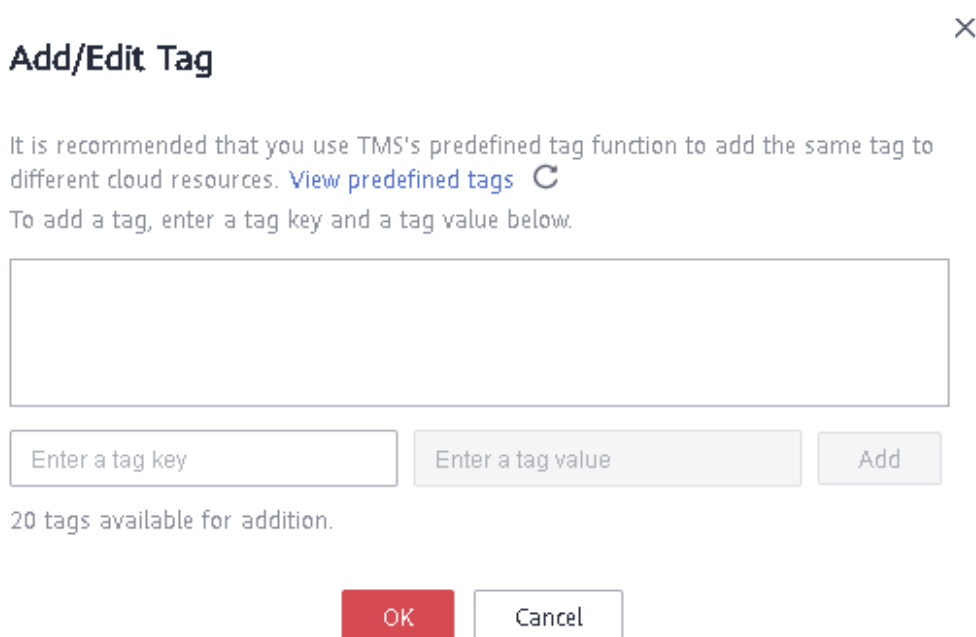 Add/Edit Tag
It is recommended that you use TMS's predefined tag function to add the same tag to
different cloud resources. View predefined tags
To add a tag, enter a tag key and a tag value below.
Enter a tag key
Enter a tag value
Add
20 tags available for addition.
OK
Cancel